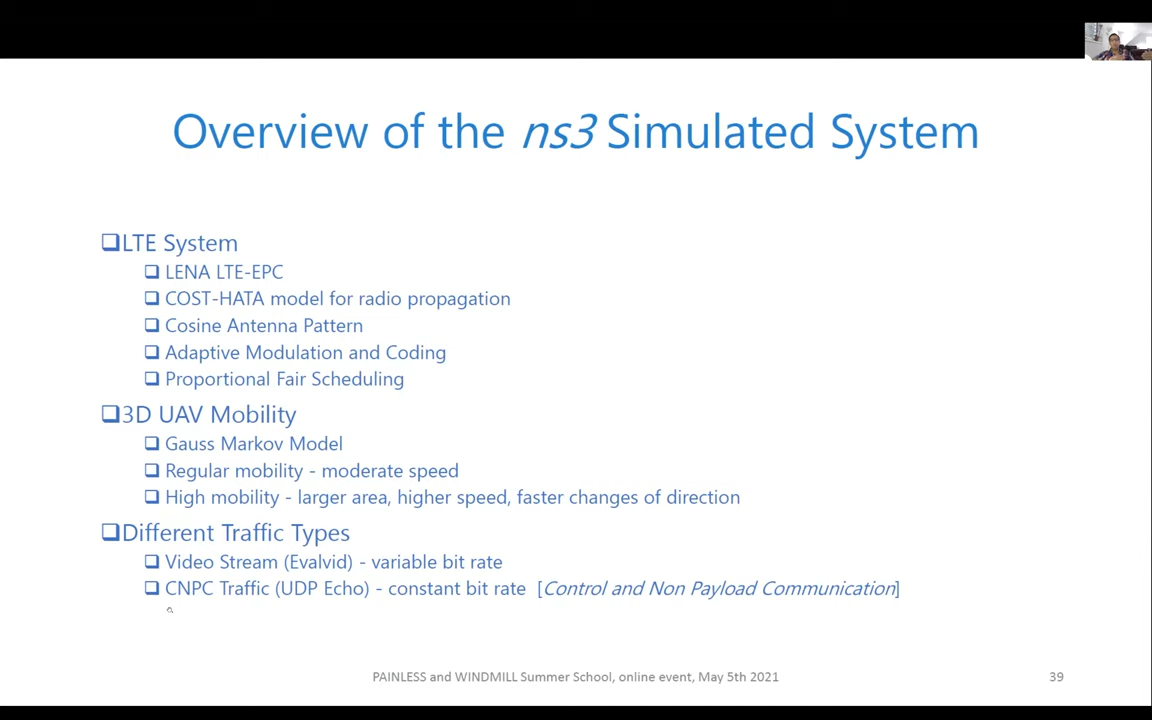 Overview of the ns3 Simulated System
LTE System
LENA LTE-EPC
COST-HATA model for radio propagation
Cosine Antenna Pattern
Adaptive Modulation and Coding
Proportional Fair Scheduling
3D UAV Mobility
Gauss Markov Model
Regular mobility - moderate speed
High mobility - larger area, higher speed, faster changes of direction
Different Traffic Types
Video Stream (Evalvid) - variable bit rate
CNPC Traffic (UDP Echo) - constant bit rate [Control and Non Payload Communication]
PAINLESS and WINDMILL Summer School, online event, May 5th 2021
39